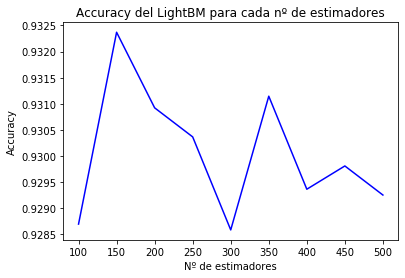 Accuracy del LightBM para cada nº de estimadores
0.9325
0.9320
0.9315
0.9310
0.9305
0.9300
0.9295
0.9290
0.9285
Accuracy
100 150 200 250 300 350 400 450 500
Nº de estimadores